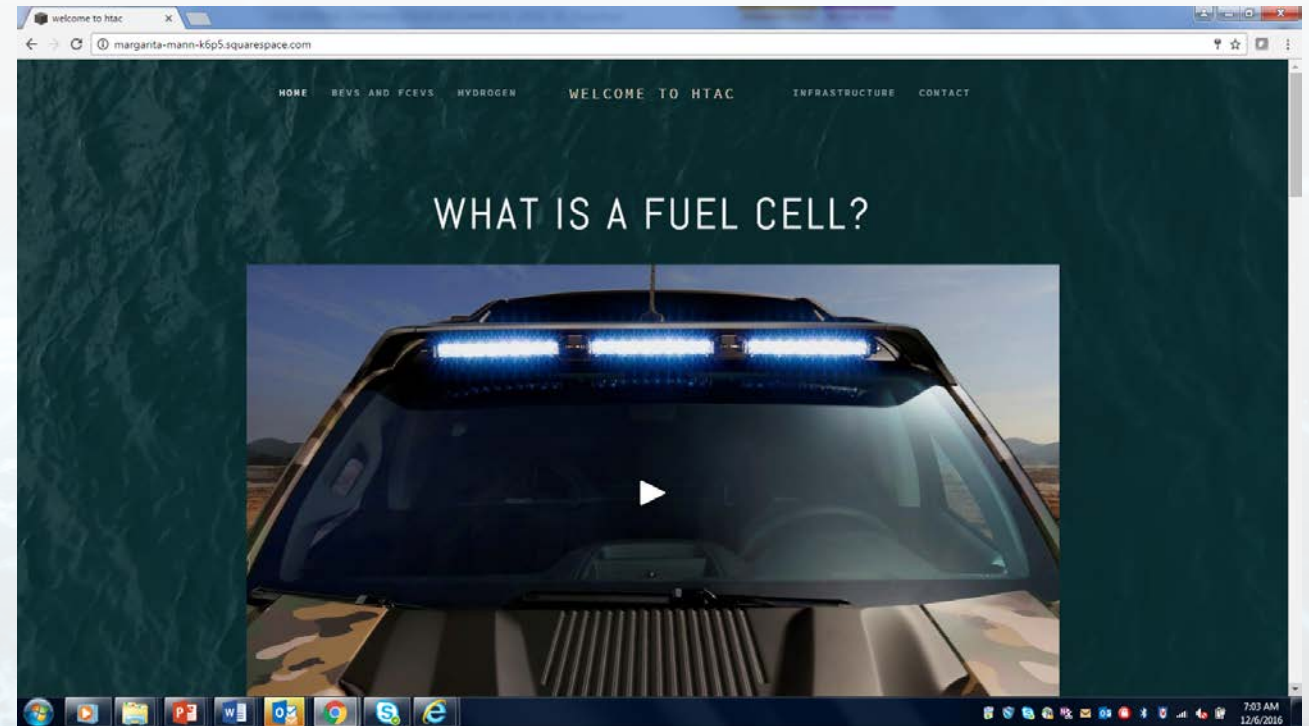 welcome to htac
margarita-mann-k6p5.squarespace.com
HOME BEVS AND FCEVS HYDROGEN WELCOME TO HTAC INFRASTRUCTURE CONTACT
WHAT IS A FUEL CELL?
7:03 AM
12/6/2016